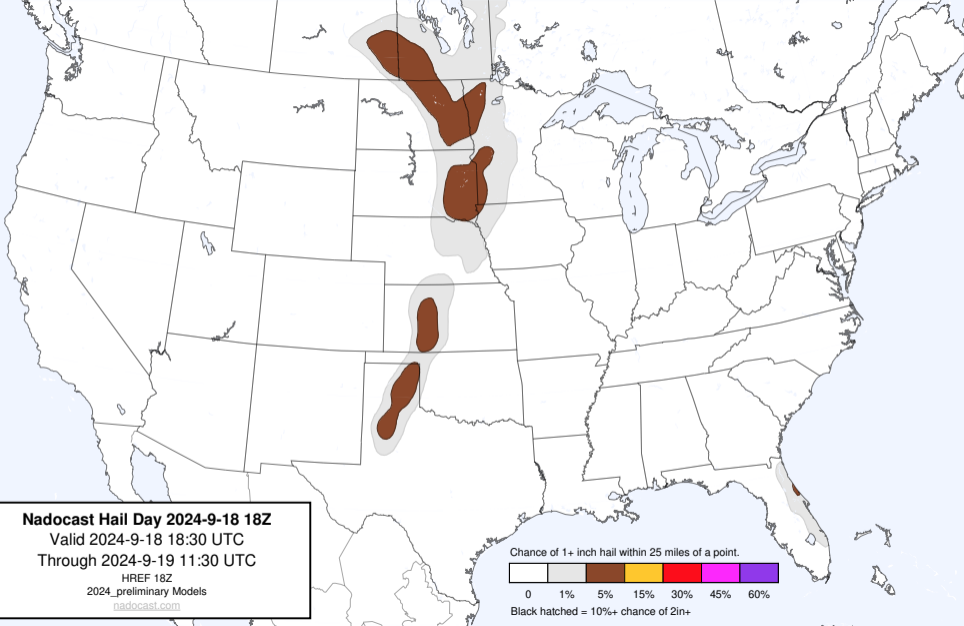 Nadocast Hail Day 2024-9-18 18Z
Valid 2024-9-18 18:30 UTC
Through 2024-9-19 11:30 UTC
HREF 18Z
2024_preliminary Models
nadocast.com
Chance of 1+ inch hail within 25 miles of a point.
0 1% 5% 15% 30% 45% 60%
Black hatched = 10%+ chance of 2in+